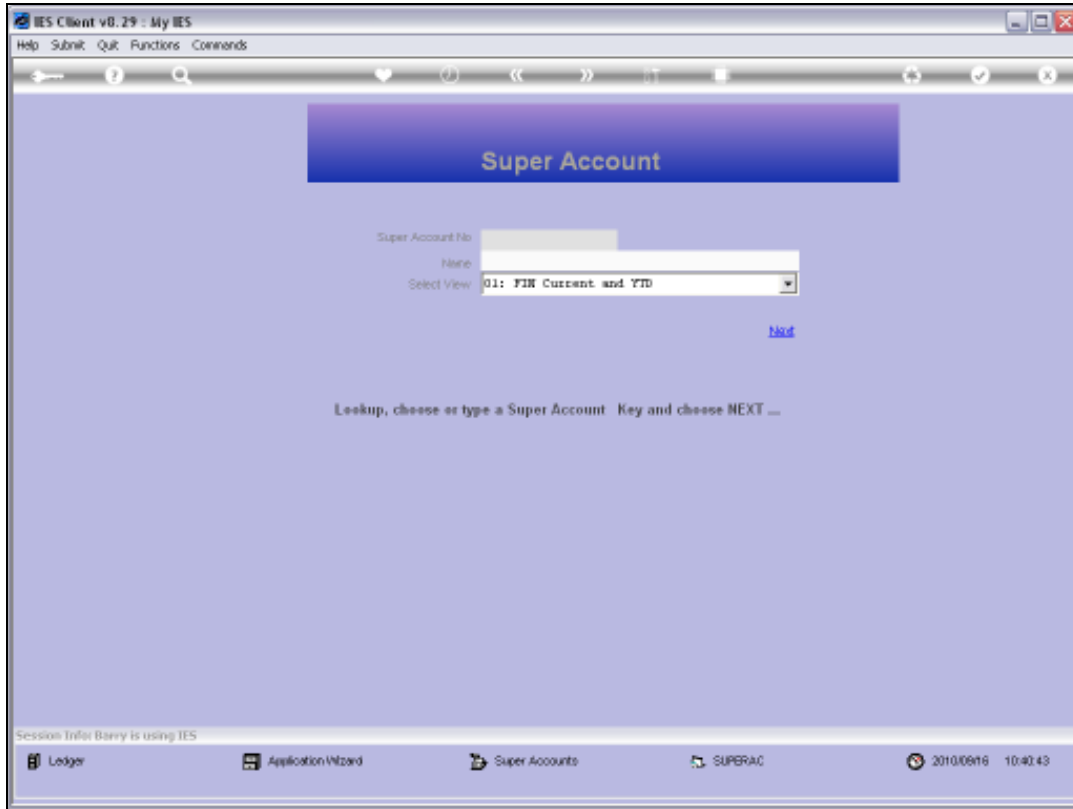 IES Client v8.29 : My IES
Help Submit Quit Functions Commands
Super Account
Super Account No
Name
Select View 01: FIN Current and YTD
Next
Lookup, choose or type a Super Account Key and choose NEXT ...
Session Info: Barry is using IES
Ledger Application Wizard Super Accounts SUPERAC 2010/09/16 10:40:43